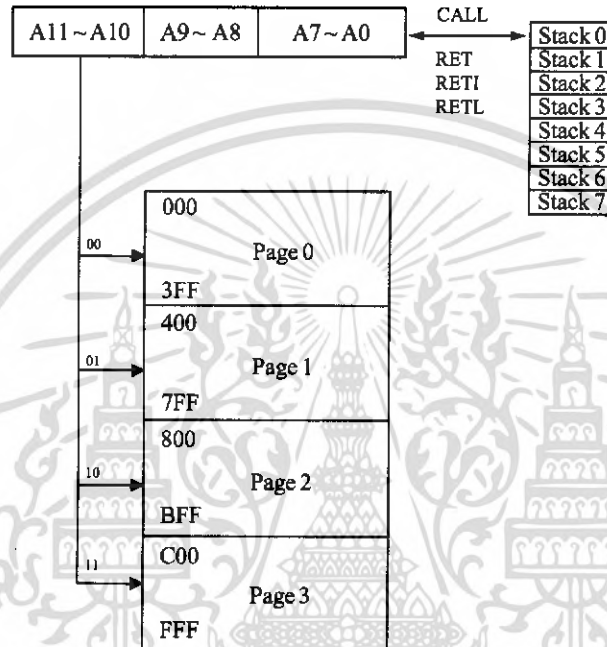 A11~A10 A9~A8 A7~A0
CALL
RET
RETI
RETL
Stack 0
Stack 1
Stack 2
Stack 3
Stack 4
Stack 5
Stack 6
Stack 7
000
00
Page 0
3FF
400
01
Page 1
7FF
800
10
Page 2
BFF
C00
11
Page 3
FFF